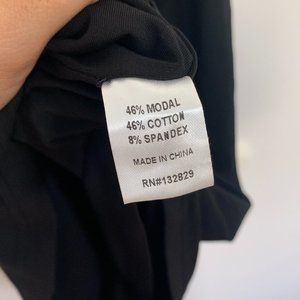 46% MODAL
46% COTTON
8% SPANDEX
MADE IN CHINA
RN#132829